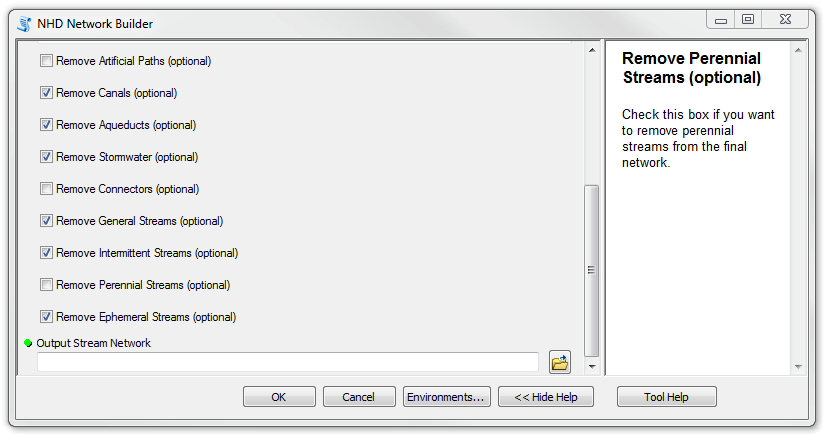 NHD Network Builder
Remove Artificial Paths (optional)
Remove Canals (optional)
Remove Aqueducts (optional)
Remove Stomwater (optional)
Remove Connectors (optional)
Remove General Streams (optional)
Remove Intermittent Streams (optional)
Remove Perennial Streams (optional)
Remove Ephemeral Streams (optional)
Output Stream Network
Remove Perennial
Streams (optional)
Check this box if you want
to remove perennial
streams from the final
network.
OK
Cancel
Environments...
<< Hide Help
Tool Help